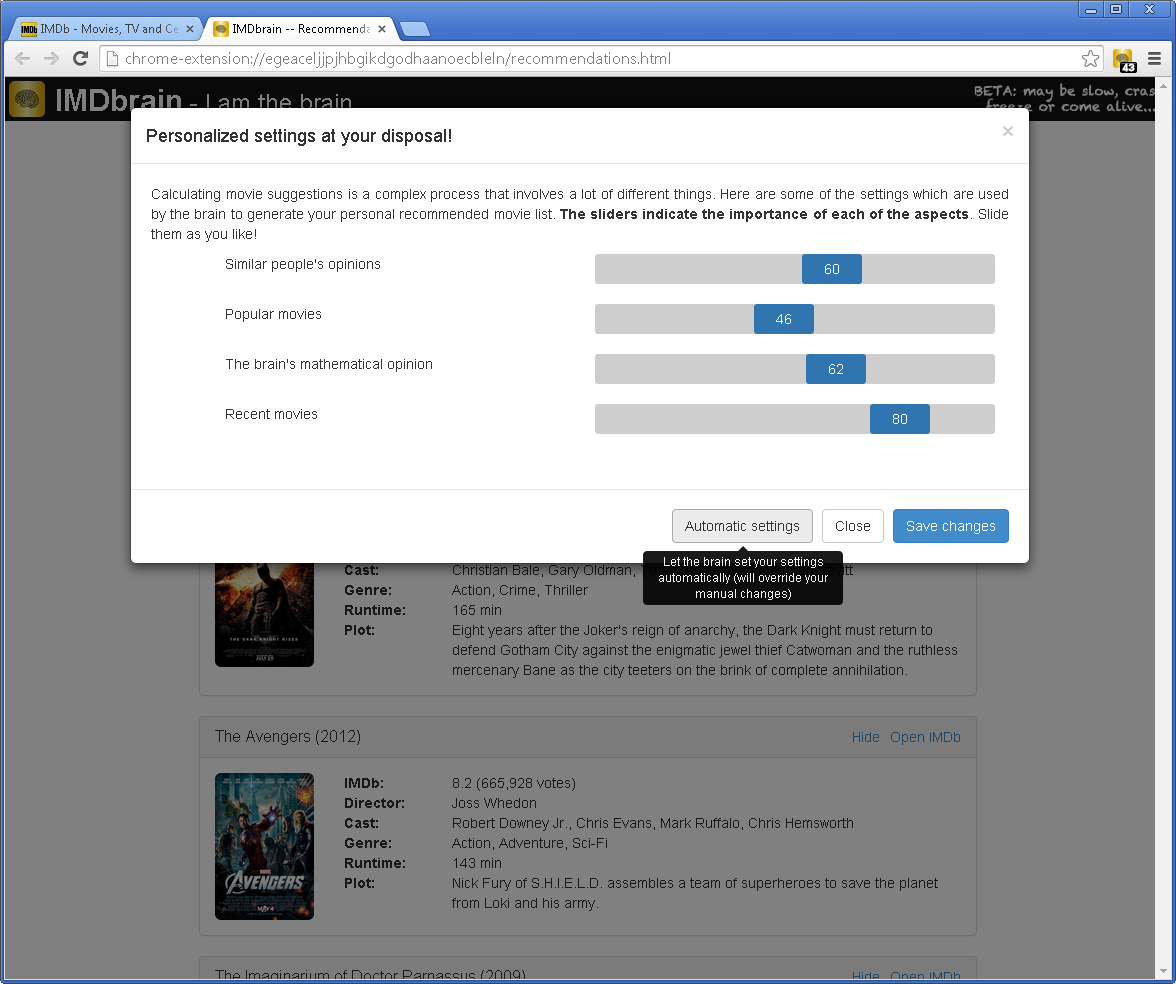 IMDb - Movies, TV and Ce
IMDbrain -- Recommenda
chrome-extension://egeaceljjpjhbgikdgodhaanoecbleln/recommendations.html
43
IMDbrain - I am the brain
BETA: may be slow, cras
freeze or come alive...
Personalized settings at your disposal!
×
Calculating movie suggestions is a complex process that involves a lot of different things. Here are some of the settings which are used
by the brain to generate your personal recommended movie list. The sliders indicate the importance of each of the aspects. Slide
them as you like!
Similar people's opinions 60
Popular movies 46
The brain's mathematical opinion 62
Recent movies 80
Automatic settings Close Save changes
Let the brain set your settings
automatically (will override your
manual changes)
Cast: Christian Bale, Gary Oldman,
Genre: Action, Crime, Thriller
Runtime: 165 min
Plot: Eight years after the Joker's reign of anarchy, the Dark Knight must return to
defend Gotham City against the enigmatic jewel thief Catwoman and the ruthless
mercenary Bane as the city teeters on the brink of complete annihilation.
THE DARK KNIGHT RISES
The Avengers (2012) Hide Open IMDb
IMDb: 8.2 (665,928 votes)
Director: Joss Whedon
Cast: Robert Downey Jr., Chris Evans, Mark Ruffalo, Chris Hemsworth
Genre: Action, Adventure, Sci-Fi
Runtime: 143 min
Plot: Nick Fury of S.H.I.E.L.D. assembles a team of superheroes to save the planet
from Loki and his army.
MARVEL
AVENGERS
MAY 4
The Imaginarium of Doctor Parnassus (2009) Hide Open IMDb